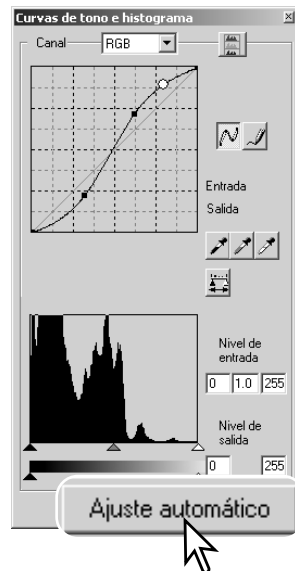 Curvas de tono e histograma
Canal RGB
Entrada
Salida
Nivel de
entrada
0 1.0 255
Nivel de
salida
0 255
Ajuste automático